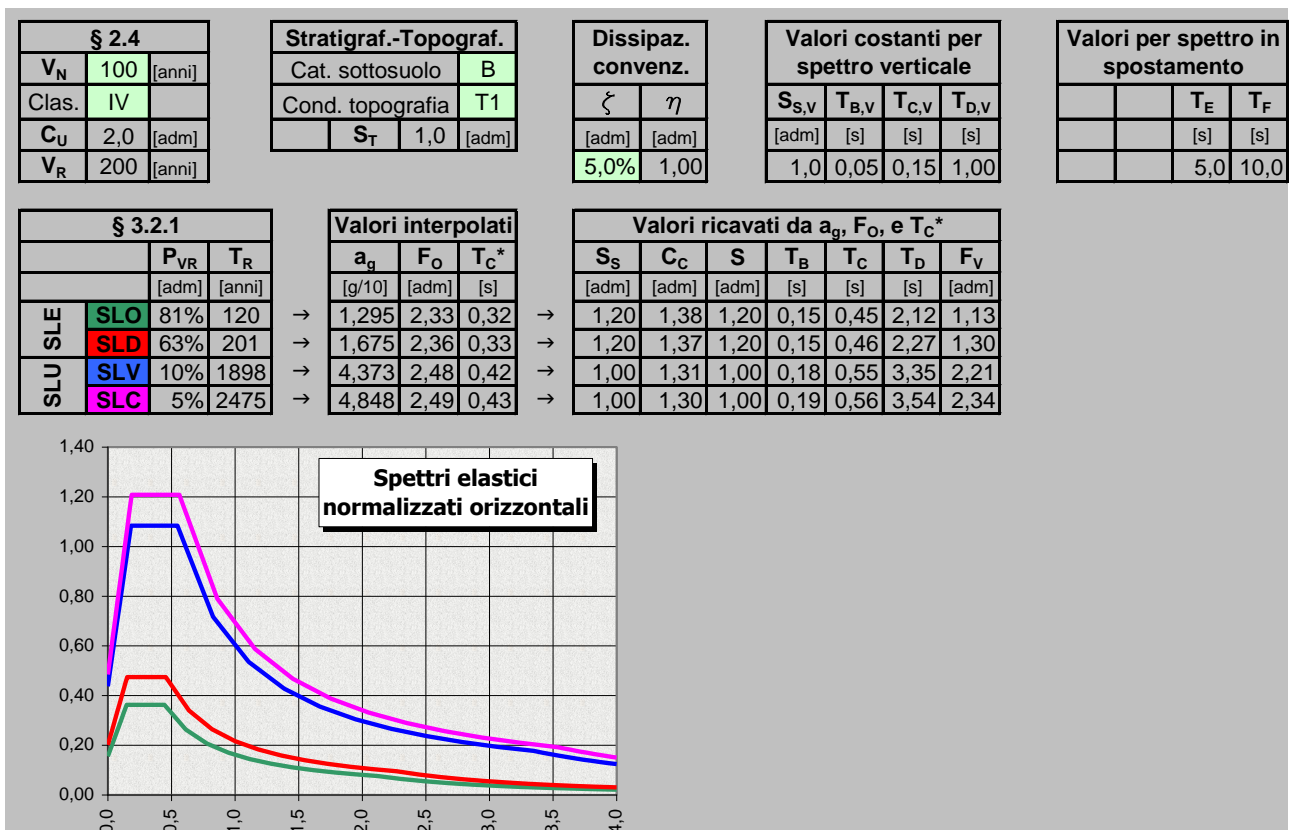 § 2.4
V_N 100 [anni]
Clas. IV
C_U 2,0 [adm]
V_R 200 [anni]
Stratigraf.-Topograf.
Cat. sottosuolo B
Cond. topografia T1
S_T 1,0 [adm]
Dissipaz.
convenz.
ζ η
[adm] [adm]
5,0% 1,00
Valori costanti per
spettro verticale
S_S,V T_B,V T_C,V T_D,V
[adm] [s] [s] [s]
1,0 0,05 0,15 1,00
Valori per spettro in
spostamento
T_E T_F
[s] [s]
5,0 10,0
§ 3.2.1 Valori interpolati Valori ricavati da a_g, F_O, e T_C*
P_VR T_R a_g F_O T_C* S_S C_C S T_B T_C T_D F_V
[adm] [anni] [g/10] [adm] [s] [adm] [adm] [adm] [s] [s] [s] [adm]
SLE
SLO 81% 120 → 1,295 2,33 0,32 → 1,20 1,38 1,20 0,15 0,45 2,12 1,13
SLD 63% 201 → 1,675 2,36 0,33 → 1,20 1,37 1,20 0,15 0,46 2,27 1,30
SLU
SLV 10% 1898 → 4,373 2,48 0,42 → 1,00 1,31 1,00 0,18 0,55 3,35 2,21
SLC 5% 2475 → 4,848 2,49 0,43 → 1,00 1,30 1,00 0,19 0,56 3,54 2,34
Spettri elastici
normalizzati orizzontali
1,40
1,20
1,00
0,80
0,60
0,40
0,20
0,00
0,0 0,5 1,0 1,5 2,0 2,5 3,0 3,5 4,0